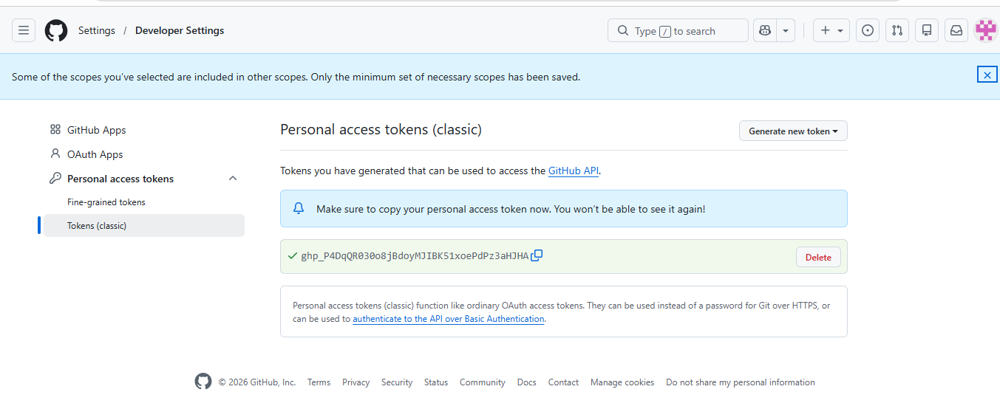 Settings / Developer Settings
Type / to search
Some of the scopes you've selected are included in other scopes. Only the minimum set of necessary scopes has been saved.
GitHub Apps
OAuth Apps
Personal access tokens
Fine-grained tokens
Tokens (classic)
Personal access tokens (classic)
Generate new token
Tokens you have generated that can be used to access the GitHub API.
Make sure to copy your personal access token now. You won't be able to see it again!
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
Delete
Personal access tokens (classic) function like ordinary OAuth access tokens. They can be used instead of a password for Git over HTTPS, or
can be used to authenticate to the API over Basic Authentication.
© 2026 GitHub, Inc. Terms Privacy Security Status Community Docs Contact Manage cookies Do not share my personal information